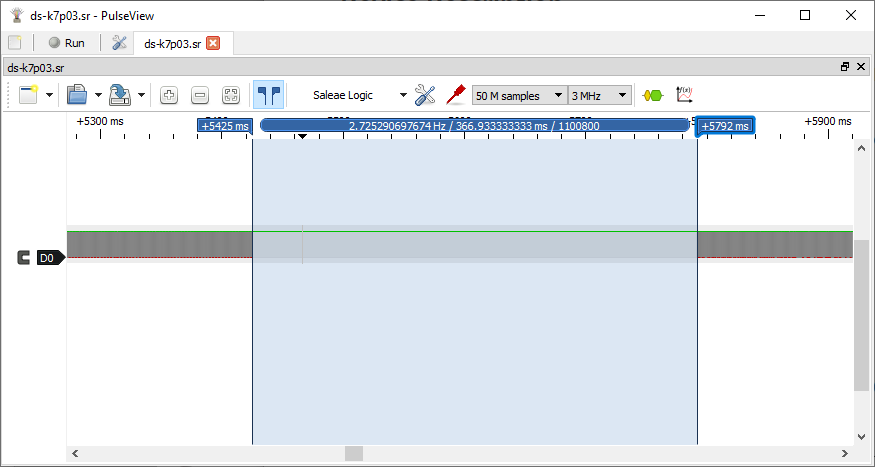 ds-k7p03.sr — PulseView
Run
ds-k7p03.sr
ds-k7p03.sr
Saleae Logic
50 M samples
3 MHz
f(x)
+5300 ms
+5425 ms
2.725290697674 Hz / 366.933333333 ms / 1100800
+5792 ms
+5900 ms
D0